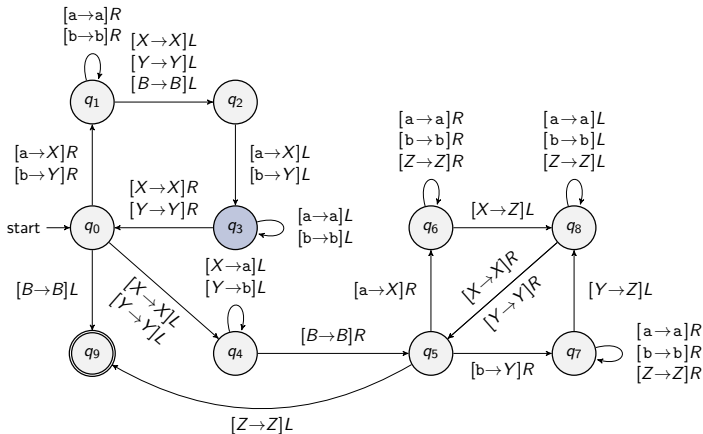 [a→a]R
[b→b]R
[X→X]L
[Y→Y]L
[B→B]L
q1
q2
[a→X]R
[b→Y]R
[a→X]L
[b→Y]L
[X→X]R
[Y→Y]R
start
q0
q3
[a→a]L
[b→b]L
[a→a]R
[b→b]R
[Z→Z]R
[a→a]L
[b→b]L
[Z→Z]L
q6
[X→Z]L
q8
[B→B]L
[X→X]L
[Y→Y]L
[X→a]L
[Y→b]L
[a→X]R
[X→X]R
[Y→Y]R
[Y→Z]L
q9
q4
[B→B]R
q5
[b→Y]R
q7
[a→a]R
[b→b]R
[Z→Z]R
[Z→Z]L